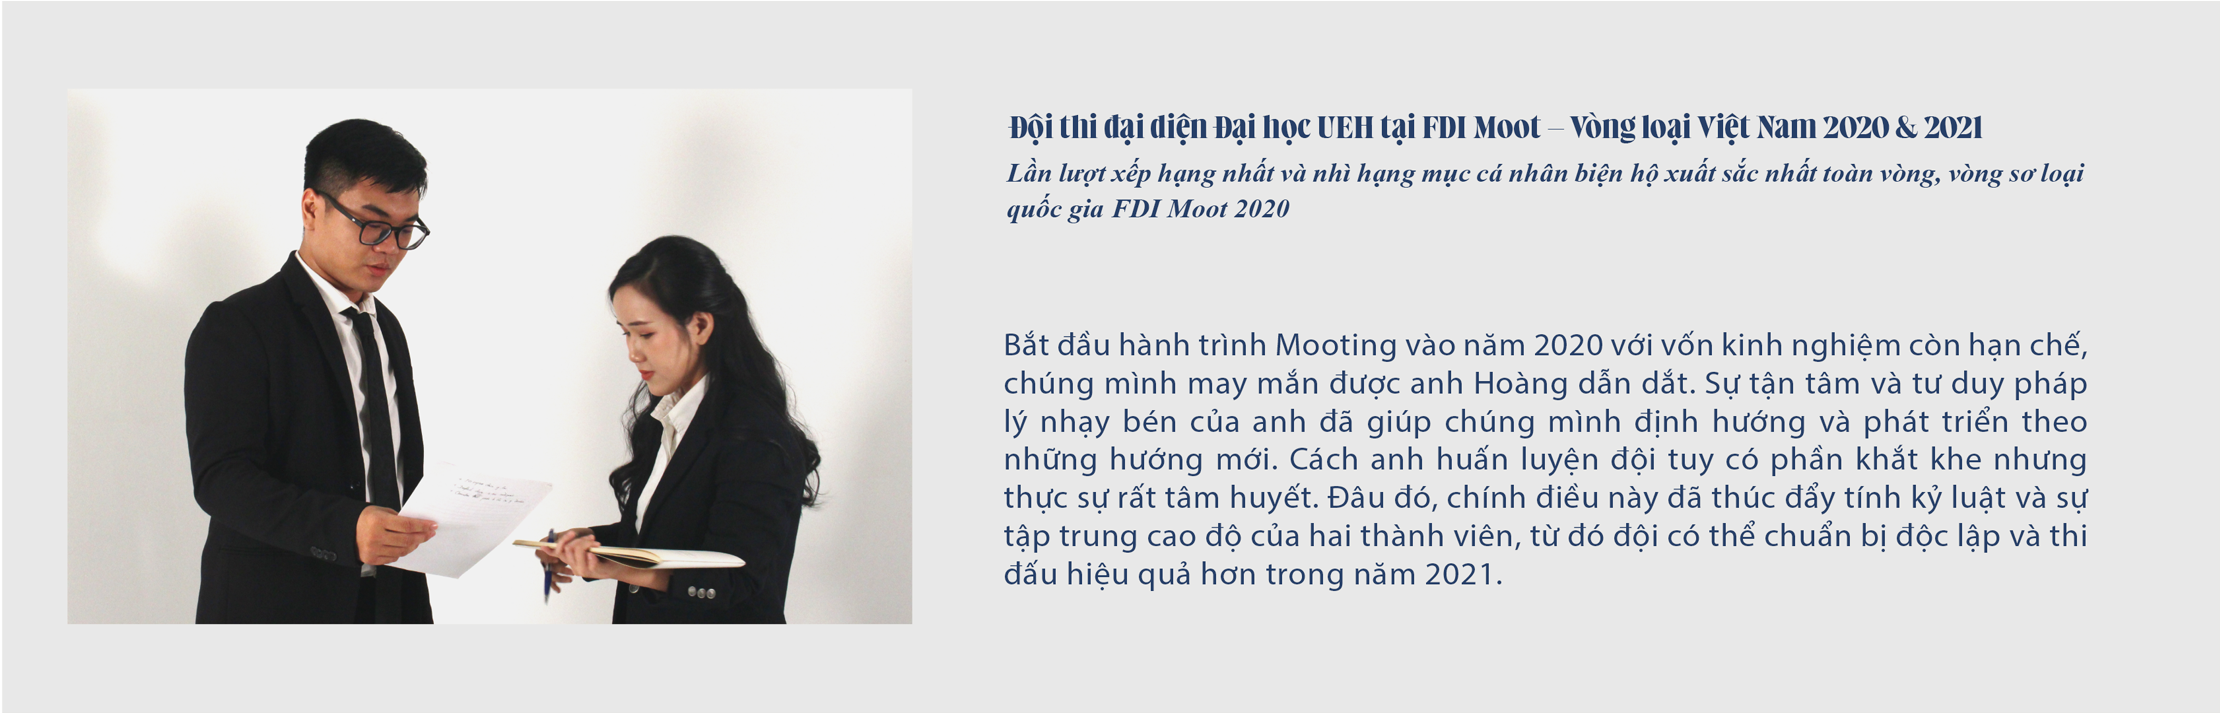 Đội thi đại diện Đại học UEH tại FDI Moot – Vòng loại Việt Nam 2020 & 2021
Lần lượt xếp hạng nhất và nhì hạng mục cá nhân biện hộ xuất sắc nhất toàn vòng, vòng sơ loại
quốc gia FDI Moot 2020
Bắt đầu hành trình Mooting vào năm 2020 với vốn kinh nghiệm còn hạn chế,
chúng mình may mắn được anh Hoàng dẫn dắt. Sự tận tâm và tư duy pháp
lý nhạy bén của anh đã giúp chúng mình định hướng và phát triển theo
những hướng mới. Cách anh huấn luyện đội tuy có phần khắt khe nhưng
thực sự rất tâm huyết. Đâu đó, chính điều này đã thúc đẩy tính kỷ luật và sự
tập trung cao độ của hai thành viên, từ đó đội có thể chuẩn bị độc lập và thi
đấu hiệu quả hơn trong năm 2021.